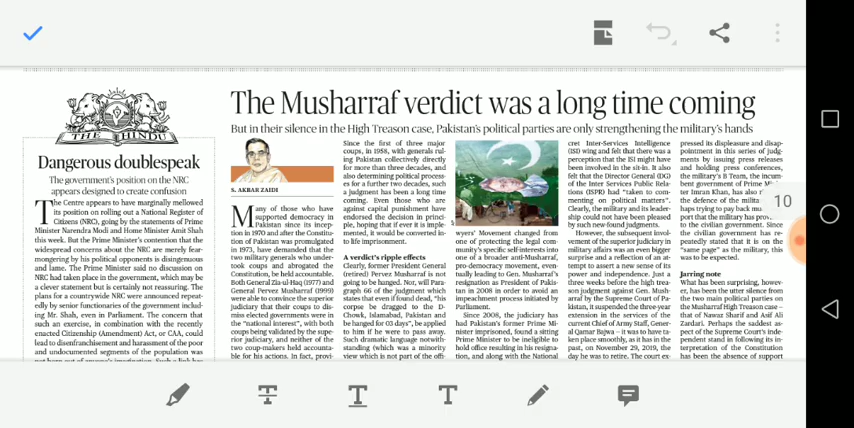 The Musharraf verdict was a long time coming
But in their silence in the High Treason case, Pakistan's political parties are only strengthening the military's hands
THE HINDU
Dangerous doublespeak
The government's position on the NRC
appears designed to create confusion
The Centre appears to have marginally mellowed
its position on rolling out a National Register of
Citizens (NRC), going by the statements of Prime
Minister Narendra Modi and Home Minister Amit Shah
this week. But the Prime Minister's contention that the
widespread concerns about the NRC are merely fear-
mongering by his political opponents is disingenuous
and lame. The Prime Minister said no discussion on
NRC had taken place in the government, which may be
a clever statement but is certainly not reassuring. The
plans for a countrywide NRC were announced repeat-
edly by senior functionaries of the government includ-
ing Mr. Shah, even in Parliament. The concern that
such an exercise, in combination with the recently
enacted Citizenship (Amendment) Act, or CAA, could
lead to disenfranchisement and harassment of the poor
and undocumented segments of the population was
S. AKBAR ZAIDI
Many of those who have
supported democracy in
Pakistan since its incep-
tion in 1970 and after the Constitu-
tion of Pakistan was promulgated
in 1973, have demanded that the
two military generals who under-
took coups and abrogated the
Constitution, be held accountable.
Both General Zia-ul-Haq (1977) and
General Pervez Musharraf (1999)
were able to convince the superior
judiciary that their coups to dis-
miss elected governments were in
the "national interest", with both
coups being validated by the sup-
erior judiciary, and neither of the
two coup-makers held accounta-
ble for his actions. In fact, provi-
Since the first of three major
coups, in 1958, with generals rul-
ing Pakistan collectively directly
for more than three decades, and
also determining political process-
es for a further two decades, such
a judgment has been a long time
coming. Even those who are
against capital punishment have
endorsed the decision in princi-
ple, hoping that if ever it is imple-
mented, it would be converted in-
to life imprisonment.
A verdict's ripple effects
Clearly, former President General
(retired) Pervez Musharraf is not
going to be hanged. Nor, will Para-
graph 66 of the judgment which
states that even if found dead, "his
corpse be dragged to the D-
Chowk, Islamabad, Pakistan and
be hanged for 03 days", be applied
to him if he were to pass away.
Such dramatic language notwith-
standing (which was a minority
view which is not part of the offi-
wyers' Movement changed from
one of protecting the legal com-
munity's specific self-interests into
one of a broader anti-Musharraf,
pro-democracy movement, even-
tually leading to Gen. Musharraf's
resignation as President of Pakis-
tan in 2008 in order to avoid an
impeachment process initiated by
Parliament.
Since 2008, the judiciary has
had Pakistan's former Prime Mi-
nister imprisoned, found a sitting
Prime Minister to be ineligible to
hold office resulting in his resigna-
tion, and along with the National
cret Inter-Services Intelligence
(ISI) wing and felt that there was a
perception that the ISI might have
been involved in the sit-in. It also
felt that the Director General (DG)
of the Inter Services Public Rela-
tions (ISPR) had "taken to com-
menting on political matters".
Clearly, the military and its leader-
ship could not have been pleased
by such new-found judgments.
However, the subsequent invol-
vement of the superior judiciary in
military affairs was an even bigger
surprise and a reflection of an at-
tempt to assert a new sense of its
power and independence. Just a
three weeks before the high trea-
son judgment against Gen. Mush-
arraf by the Supreme Court of Pa-
kistan, it suspended the three-year
extension in the services of the
current Chief of Army Staff, Gener-
al Qamar Bajwa — it was to have ta-
ken place smoothly, as it has in the
past, on November 29, 2019, the
day he was to retire. The court ex-
pressed its displeasure and disap-
pointment in this series of judg-
ments by issuing press releases
and holding press conferences,
the military's B Team, the incum-
bent government of Prime
ter Imran Khan, has also
the defence of the milita
haps trying to pay back
port that the military has
to the civilian government. Since
the civilian government has re-
peatedly stated that it is on the
"same page" as the military, this
was to be expected.
Jarring note
What has been surprising, howev-
er, has been the utter silence from
the two main political parties on
the Musharraf High Treason case —
that of Nawaz Sharif and Asif Ali
Zardari. Perhaps the saddest as-
pect of the Supreme Court's inde-
pendent stand in following its in-
terpretation of the Constitution
has been the absence of support
10